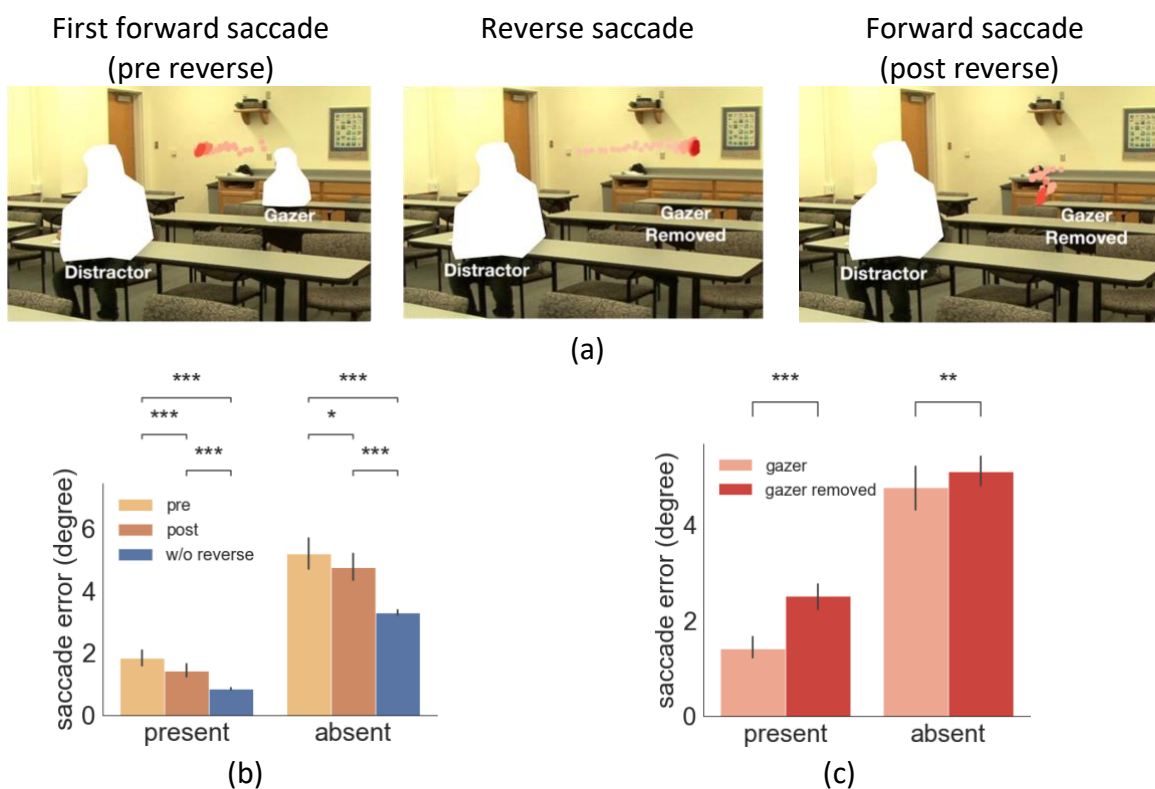 First forward saccade
(pre reverse)
Reverse saccade
Forward saccade
(post reverse)
Distractor
Gazer
Distractor
Gazer
Removed
Distractor
Gazer
Removed
(a)
***
***
***
***
*
***
saccade error (degree)
6
4
2
0
pre
post
w/o reverse
present
absent
(b)
***
**
saccade error (degree)
4
2
0
gazer
gazer removed
present
absent
(c)